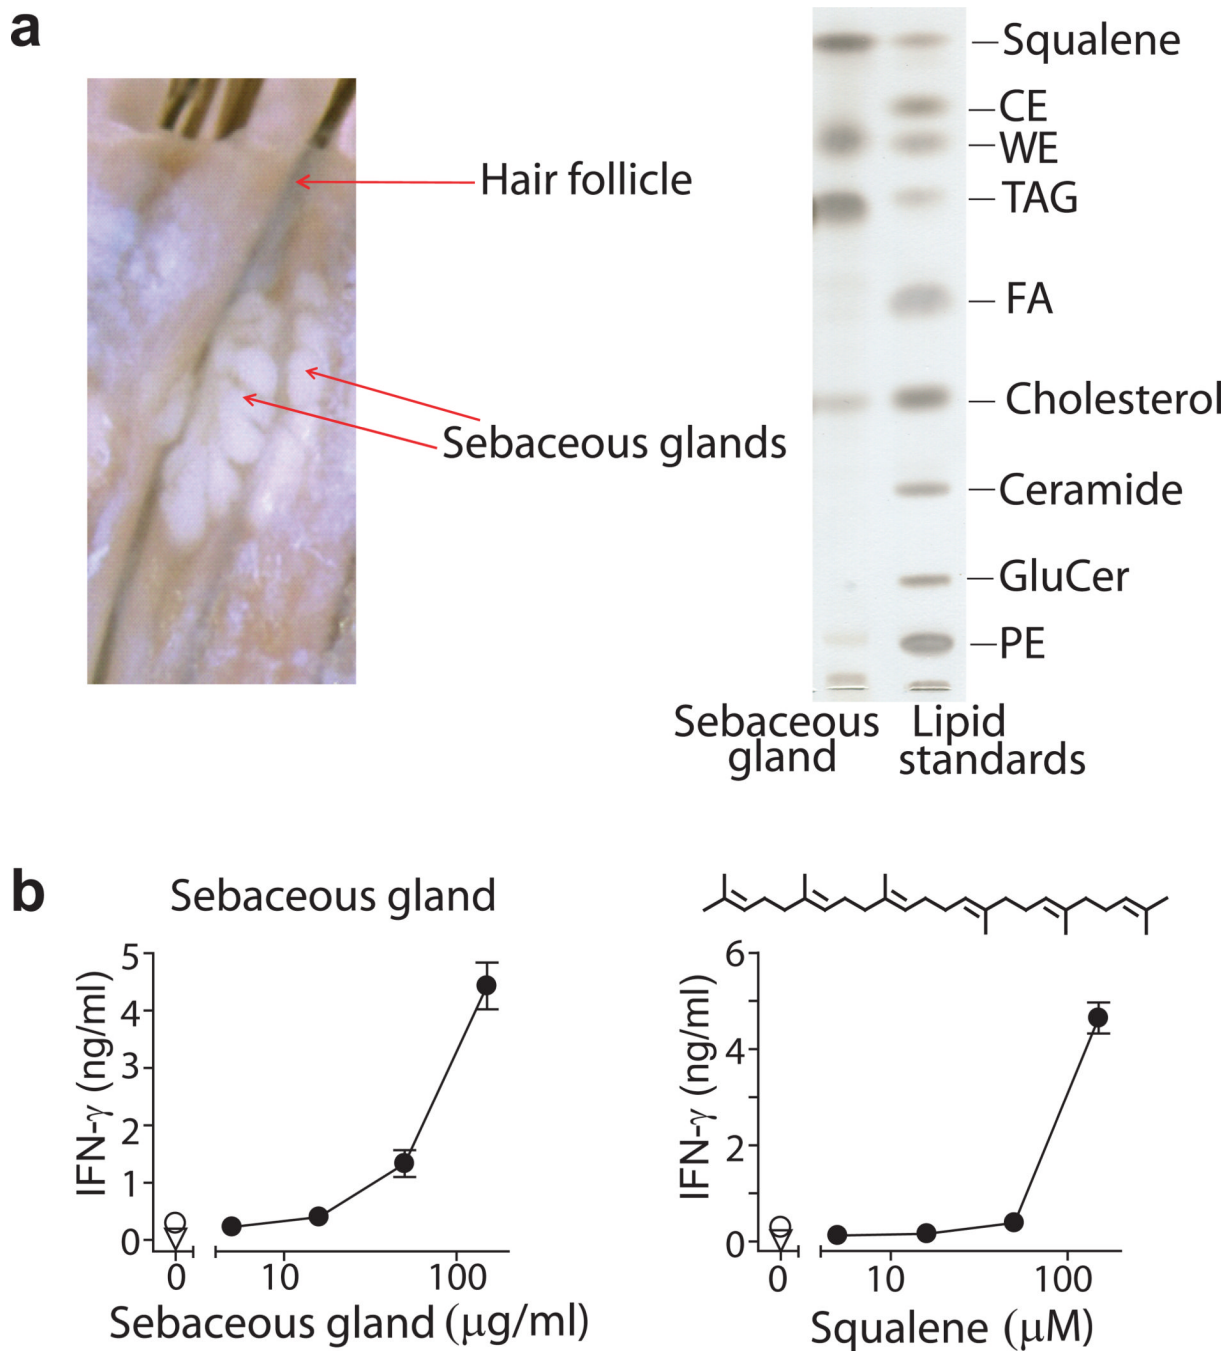 a
Hair follicle
Sebaceous glands
Squalene
CE
WE
TAG
FA
Cholesterol
Ceramide
GluCer
PE
Sebaceous gland
Lipid standards
b
Sebaceous gland
IFN-γ (ng/ml)
5
4
3
2
1
0
0
10
100
Sebaceous gland (μg/ml)
IFN-γ (ng/ml)
6
4
2
0
0
10
100
Squalene (μM)